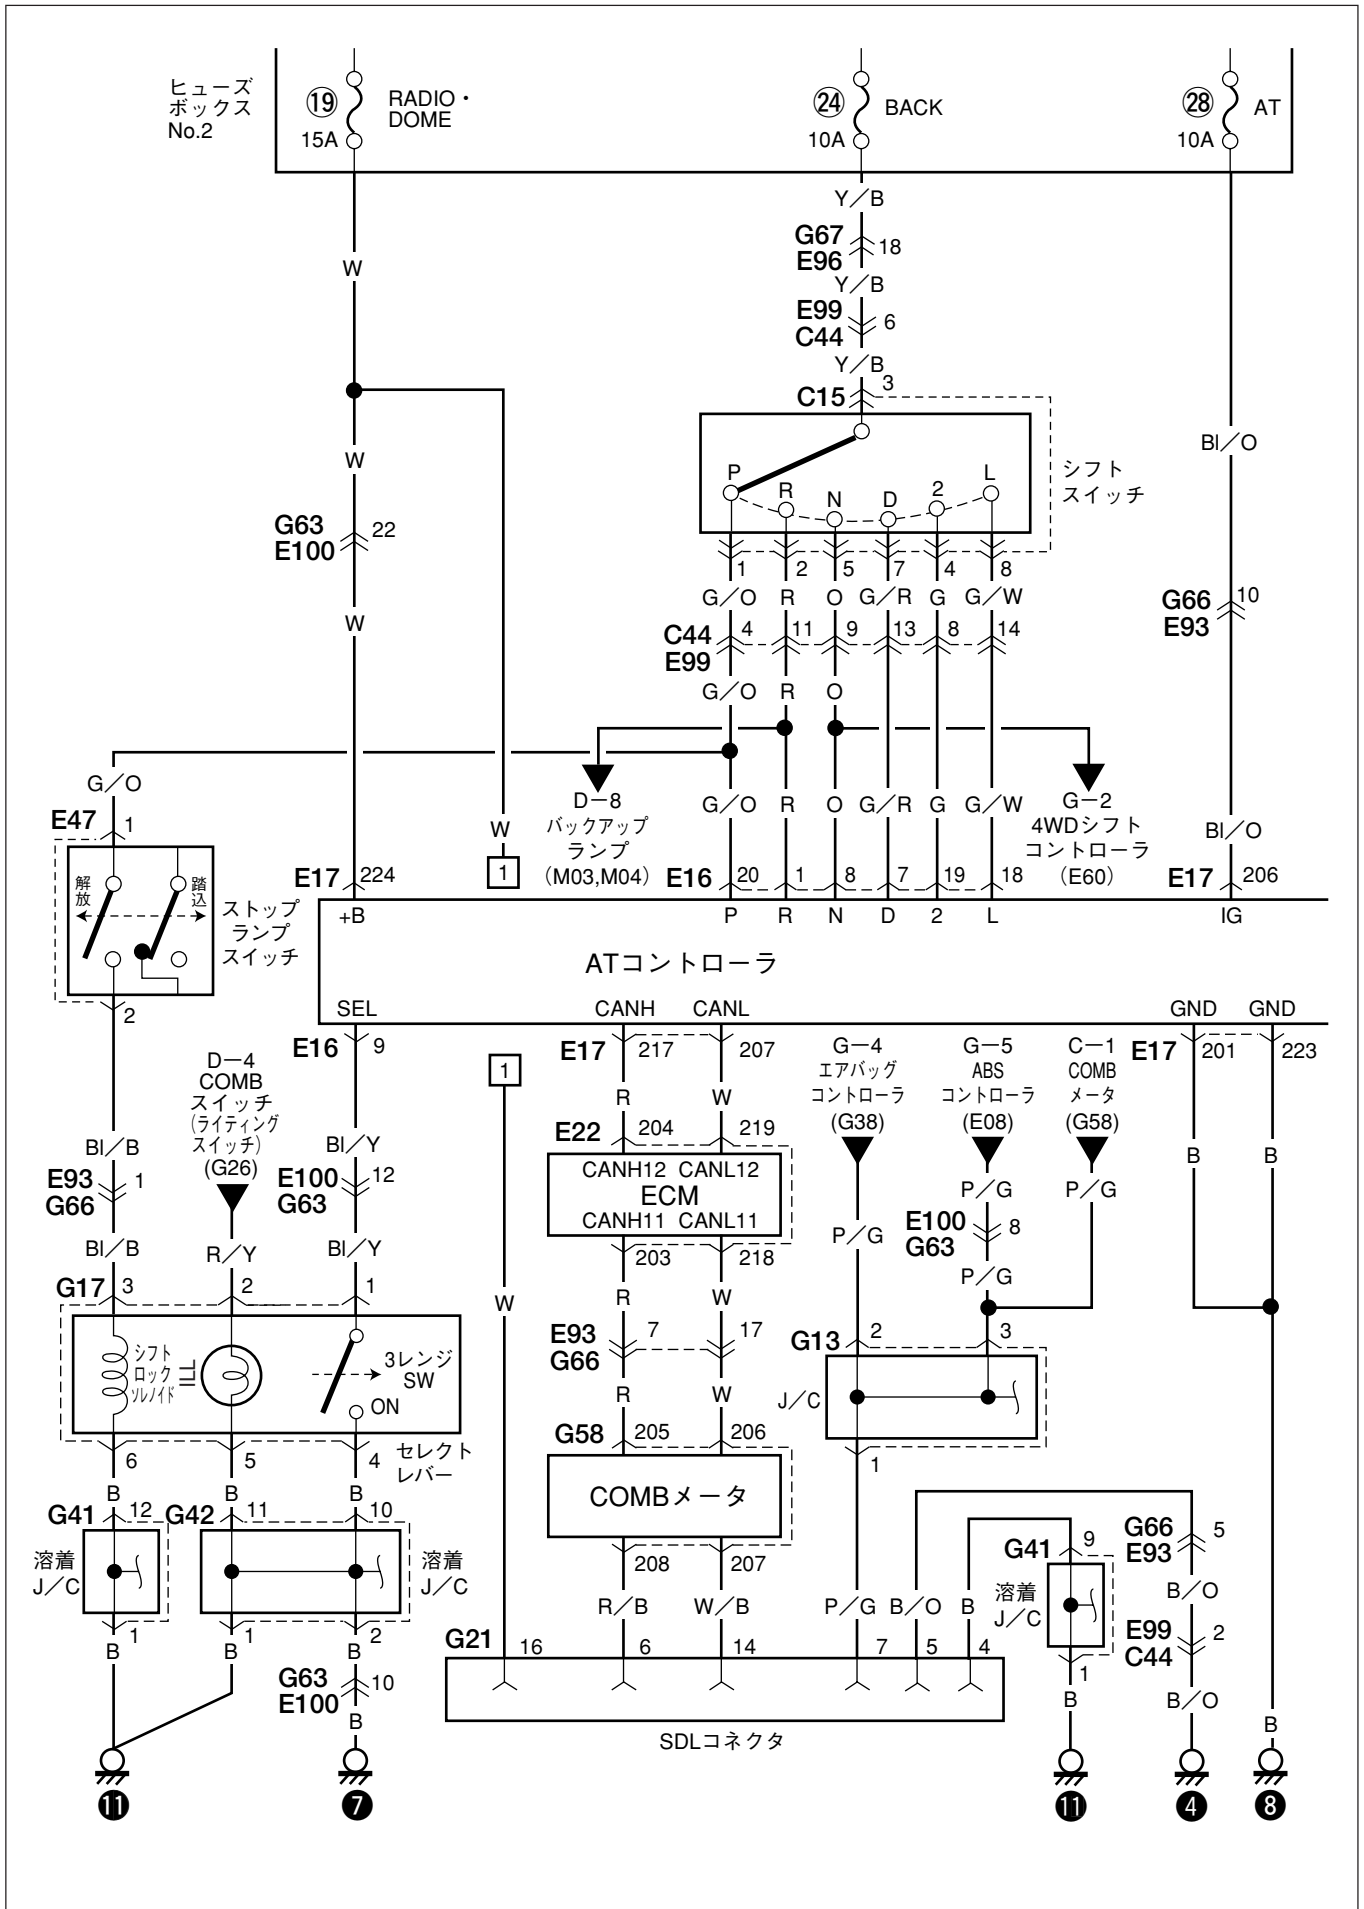 ヒューズ
ボックス
No.2
⑲
15A
RADIO・
DOME
㉔
10A
BACK
㉘
10A
AT
Y／B
G67
E96
18
W
Y／B
E99
C44
6
Y／B
C15
3
シフト
スイッチ
P
R
N
D
2
L
Bl／O
W
G63
E100
22
1
2
5
7
4
8
G／O
R
O
G／R
G
G／W
G66
E93
10
W
C44
E99
4
11
9
13
8
14
G／O
R
O
G／O
D－8
バックアップ
ランプ
(M03,M04)
G／O
R
O
G／R
G
G／W
G－2
4WDシフト
コントローラ
(E60)
E47
1
W
1
Bl／O
E17
224
E16
20
1
8
7
19
18
E17
206
解放
踏込
ストップ
ランプ
スイッチ
+B
P
R
N
D
2
L
IG
ATコントローラ
SEL
CANH
CANL
GND
GND
2
E16
9
E17
217
207
E17
201
223
D－4
COMB
スイッチ
(ライティング
スイッチ)
(G26)
1
G－4
エアバッグ
コントローラ
(G38)
G－5
ABS
コントローラ
(E08)
C－1
COMB
メータ
(G58)
R
W
E22
204
219
Bl／B
Bl／Y
B
B
E93
G66
1
E100
G63
12
CANH12
CANL12
ECM
CANH11
CANL11
P／G
P／G
P／G
E100
G63
8
203
218
Bl／B
R／Y
Bl／Y
P／G
G17
3
2
1
W
R
W
E93
G66
7
17
G13
2
3
シフト
ロック
ソレノイド
ILL
3レンジ
SW
ON
R
W
J／C
セレクト
レバー
6
5
4
G58
205
206
1
COMBメータ
B
B
B
G41
12
G42
11
10
溶着
J／C
溶着
J／C
208
207
G41
9
G66
E93
5
溶着
J／C
B／O
R／B
W／B
P／G
B／O
B
1
1
2
E99
C44
2
B
B
B
G21
16
6
14
7
5
4
1
G63
E100
10
B
B／O
B
B
SDLコネクタ
⓫
❼
⓫
❹
❽